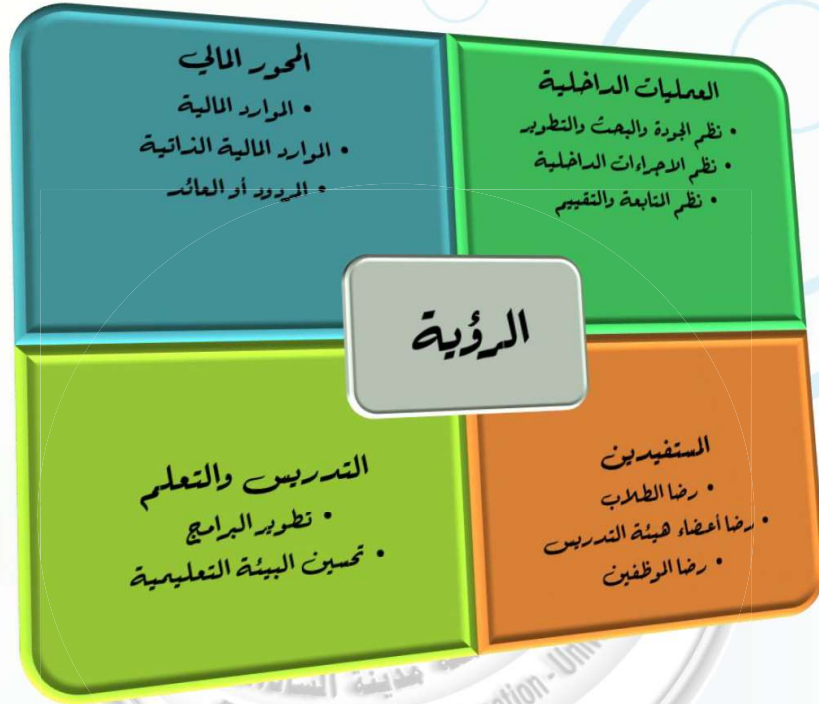 العمليات الداخلية
• نظم الجودة والبحث والتطوير
• نظم الاجراءات الداخلية
• نظم المتابعة والتقييم
المحور المالي
• الموارد المالية
• الموارد المالية الذاتية
• المردود أو العائد
الرؤية
المستفيدين
• رضا الطلاب
• رضا أعضاء هيئة التدريس
• رضا الموظفين
التدريس والتعلم
• تطوير البرامج
• تحسين البيئة التعليمية
مدينة السادات